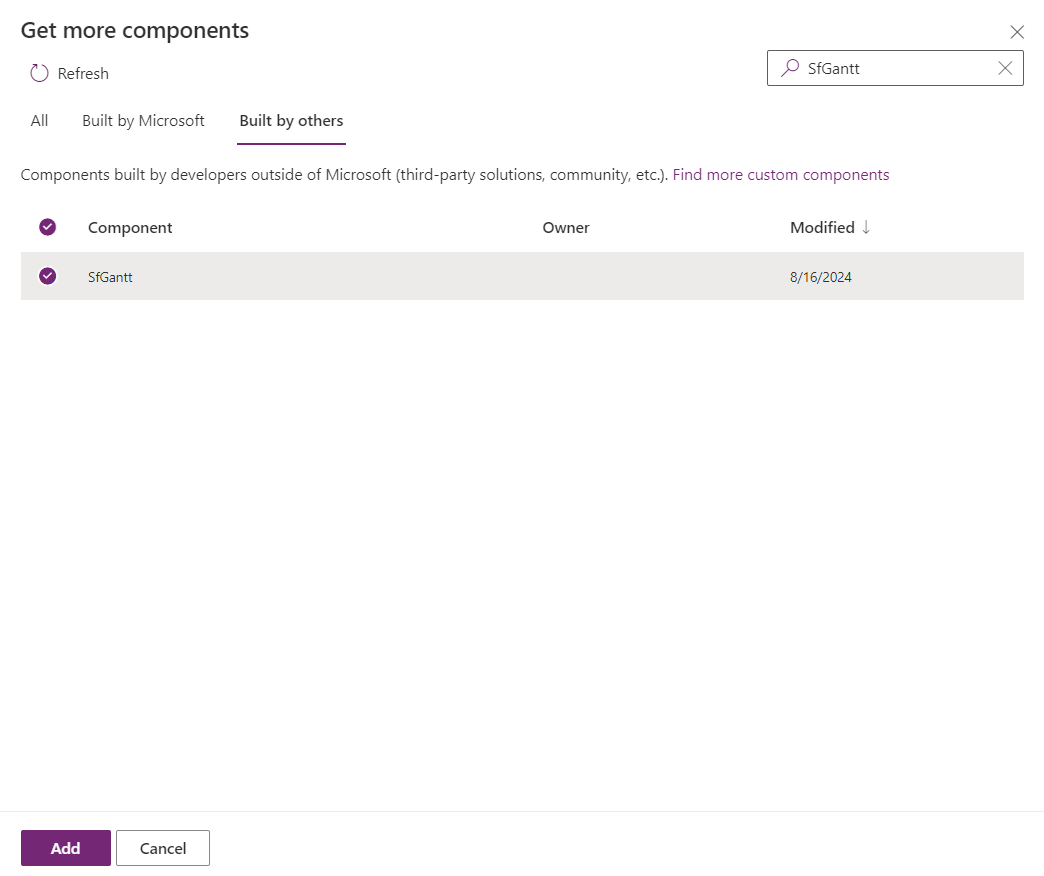 Get more components
Refresh
SfGantt
All Built by Microsoft Built by others
Components built by developers outside of Microsoft (third-party solutions, community, etc.). Find more custom components
Component Owner Modified ↓
SfGantt 8/16/2024
Add Cancel